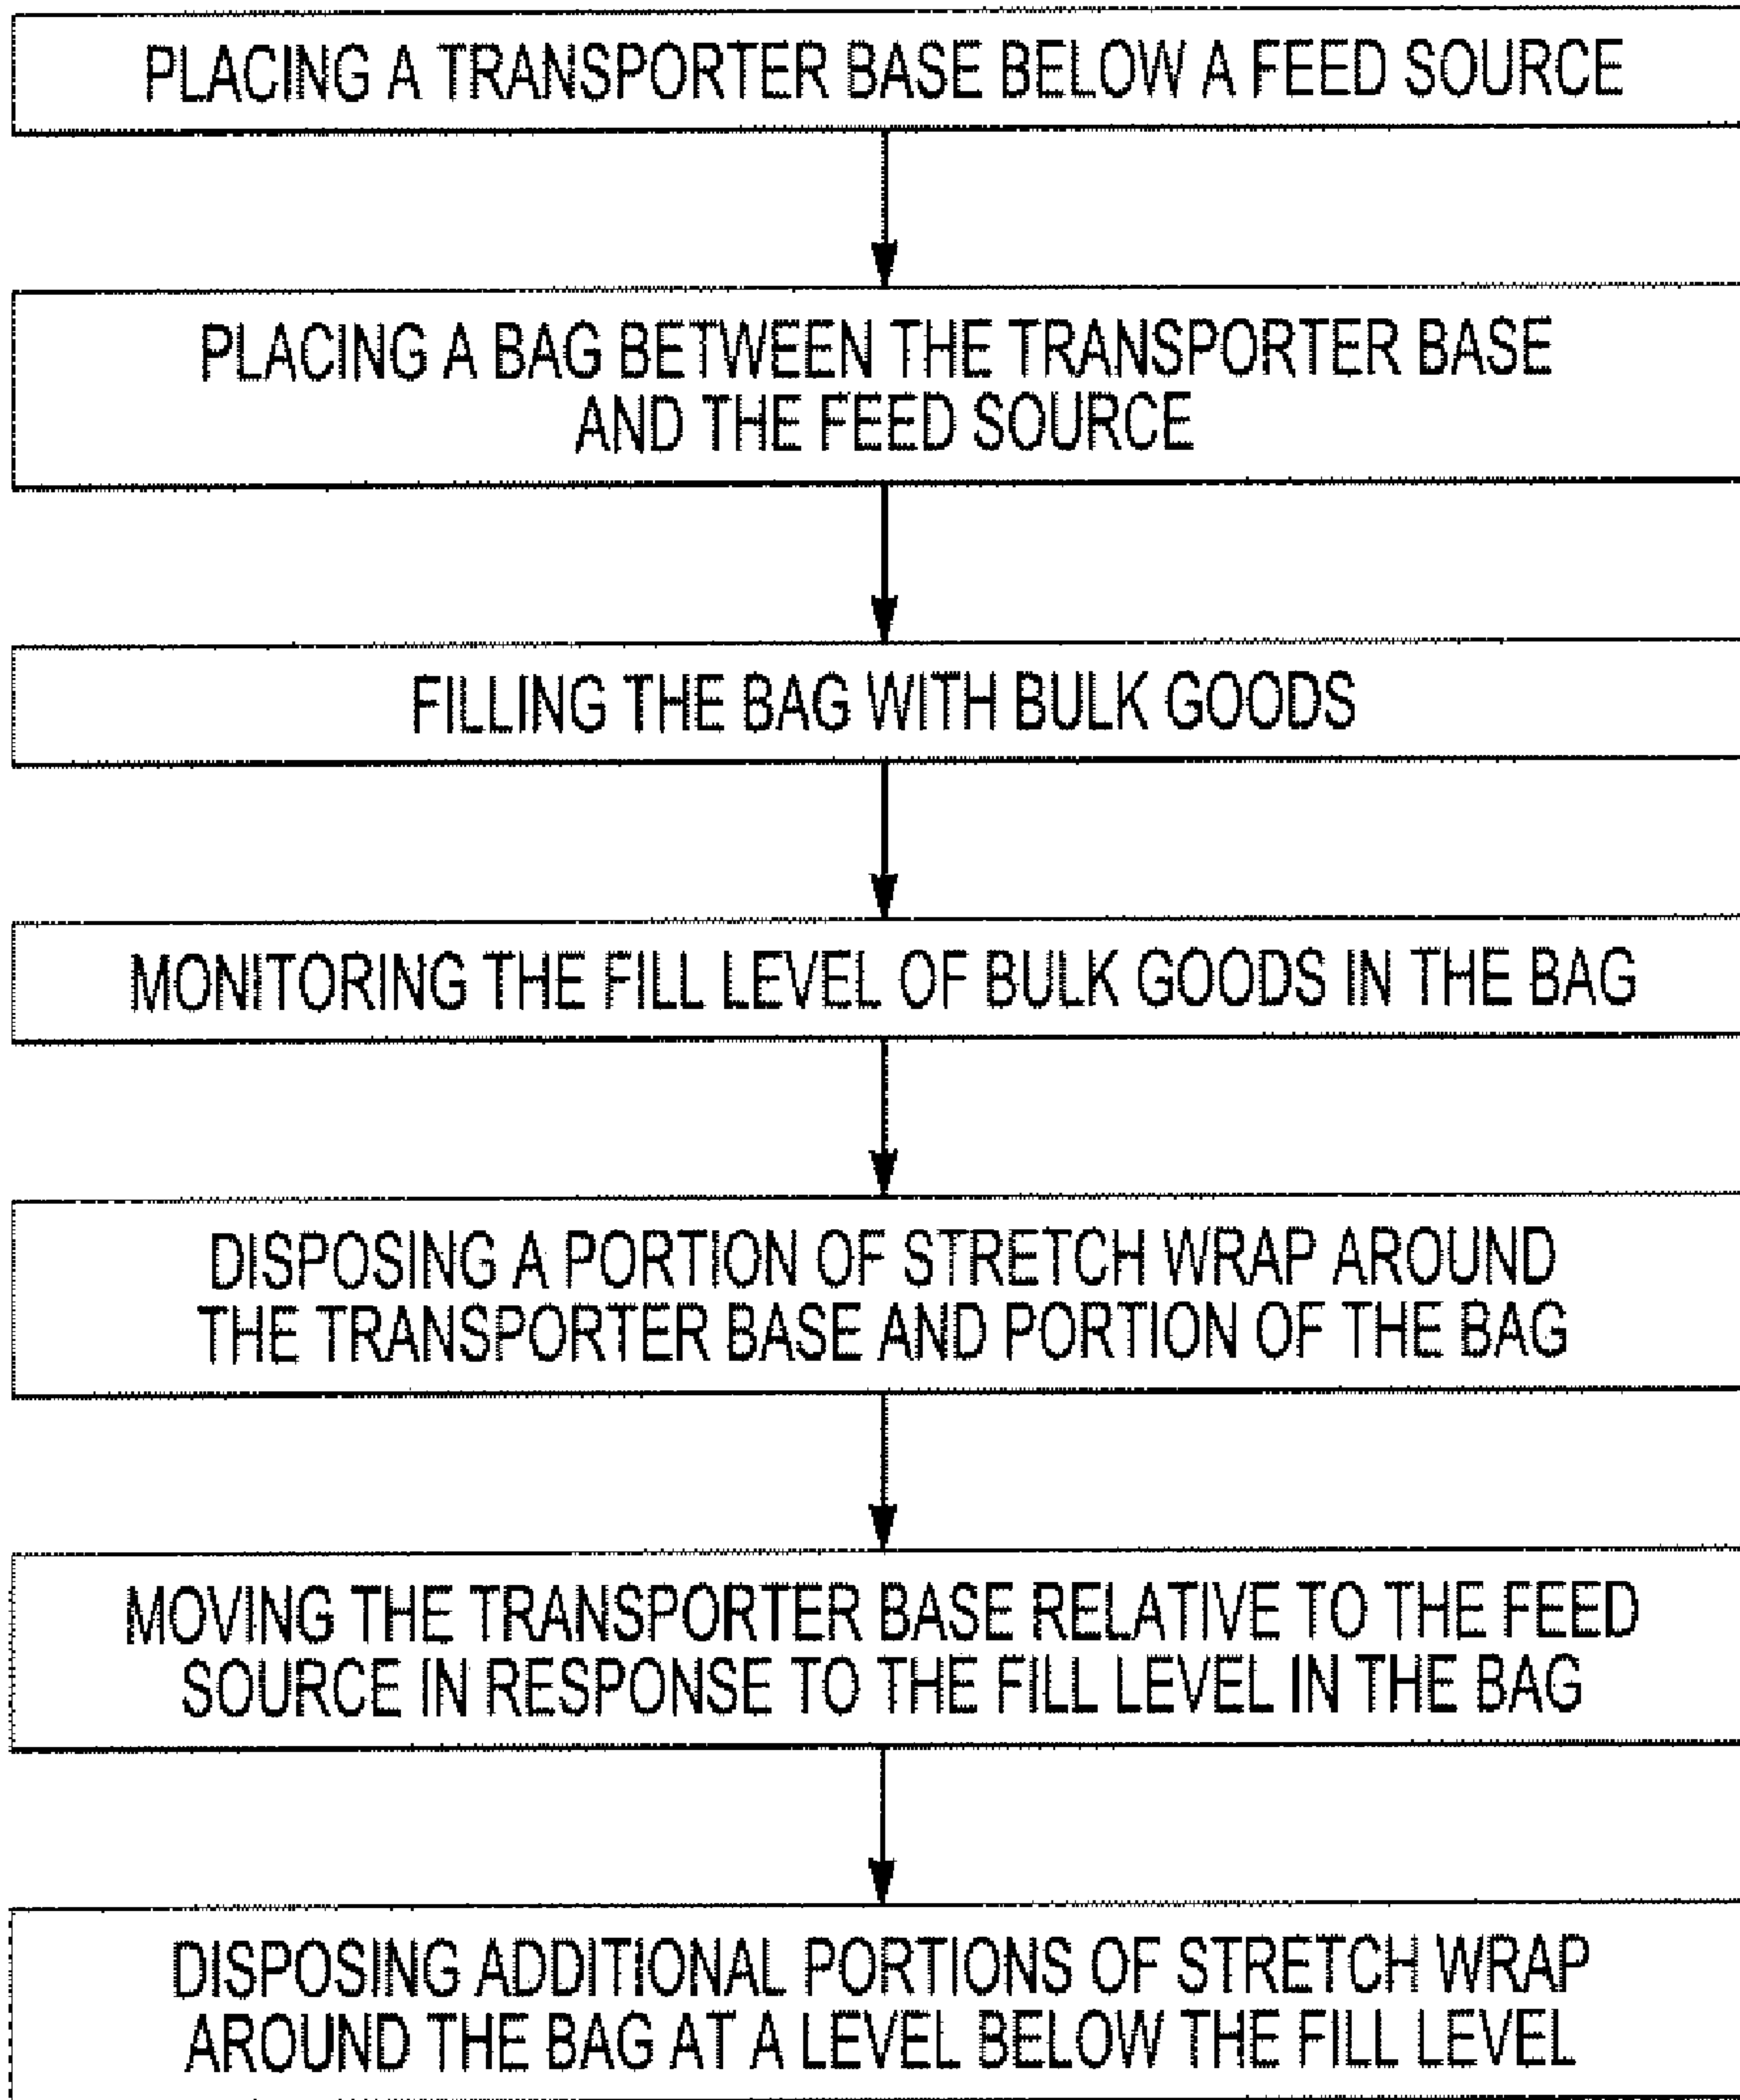 PLACING A TRANSPORTER BASE BELOW A FEED SOURCE
PLACING A BAG BETWEEN THE TRANSPORTER BASE
AND THE FEED SOURCE
FILLING THE BAG WITH BULK GOODS
MONITORING THE FILL LEVEL OF BULK GOODS IN THE BAG
DISPOSING A PORTION OF STRETCH WRAP AROUND
THE TRANSPORTER BASE AND PORTION OF THE BAG
MOVING THE TRANSPORTER BASE RELATIVE TO THE FEED
SOURCE IN RESPONSE TO THE FILL LEVEL IN THE BAG
DISPOSING ADDITIONAL PORTIONS OF STRETCH WRAP
AROUND THE BAG AT A LEVEL BELOW THE FILL LEVEL